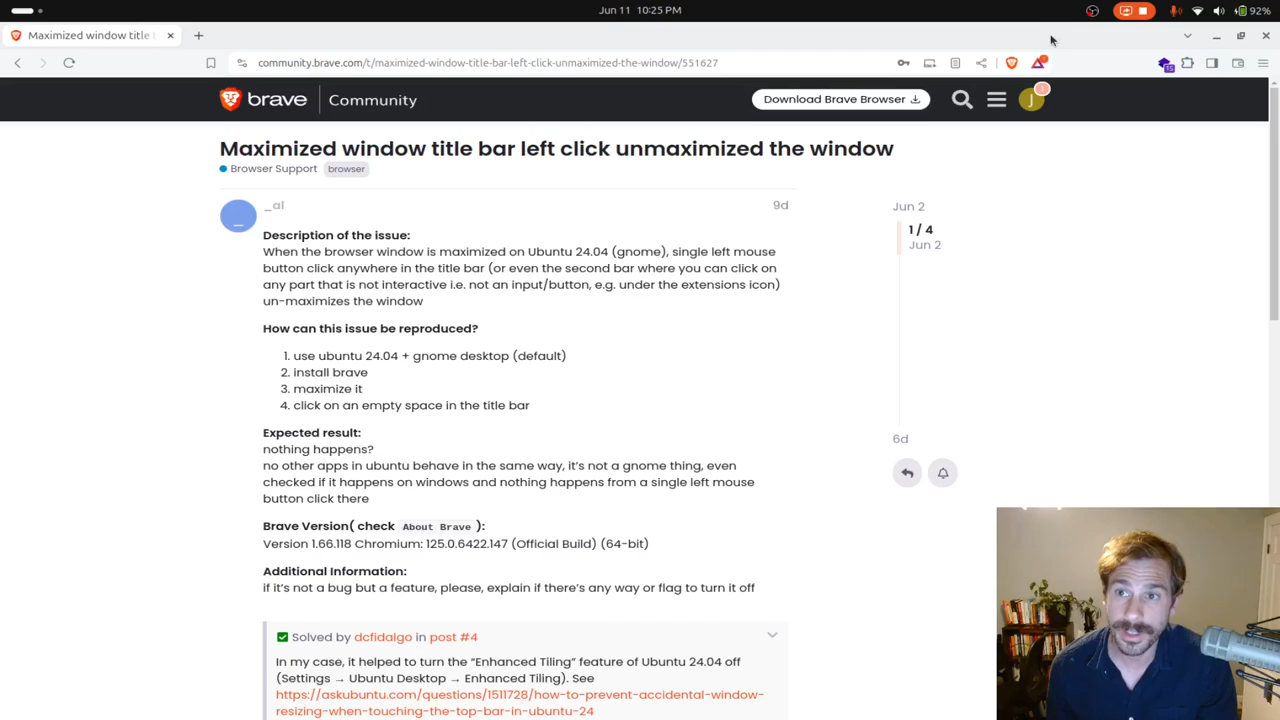 Jun 11 10:25 PM
92%
Maximized window title
community.brave.com/t/maximized-window-title-bar-left-click-unmaximized-the-window/551627
15
brave | Community
Download Brave Browser
J
1
Maximized window title bar left click unmaximized the window
Browser Support browser
_
_al
9d
Description of the issue:
When the browser window is maximized on Ubuntu 24.04 (gnome), single left mouse
button click anywhere in the title bar (or even the second bar where you can click on
any part that is not interactive i.e. not an input/button, e.g. under the extensions icon)
un-maximizes the window
How can this issue be reproduced?
1. use ubuntu 24.04 + gnome desktop (default)
2. install brave
3. maximize it
4. click on an empty space in the title bar
Expected result:
nothing happens?
no other apps in ubuntu behave in the same way, it's not a gnome thing, even
checked if it happens on windows and nothing happens from a single left mouse
button click there
Brave Version( check About Brave ):
Version 1.66.118 Chromium: 125.0.6422.147 (Official Build) (64-bit)
Additional Information:
if it's not a bug but a feature, please, explain if there's any way or flag to turn it off
Solved by dcfidalgo in post #4
In my case, it helped to turn the “Enhanced Tiling” feature of Ubuntu 24.04 off
(Settings → Ubuntu Desktop → Enhanced Tiling). See
https://askubuntu.com/questions/1511728/how-to-prevent-accidental-window-
resizing-when-touching-the-top-bar-in-ubuntu-24
Jun 2
1 / 4
Jun 2
6d